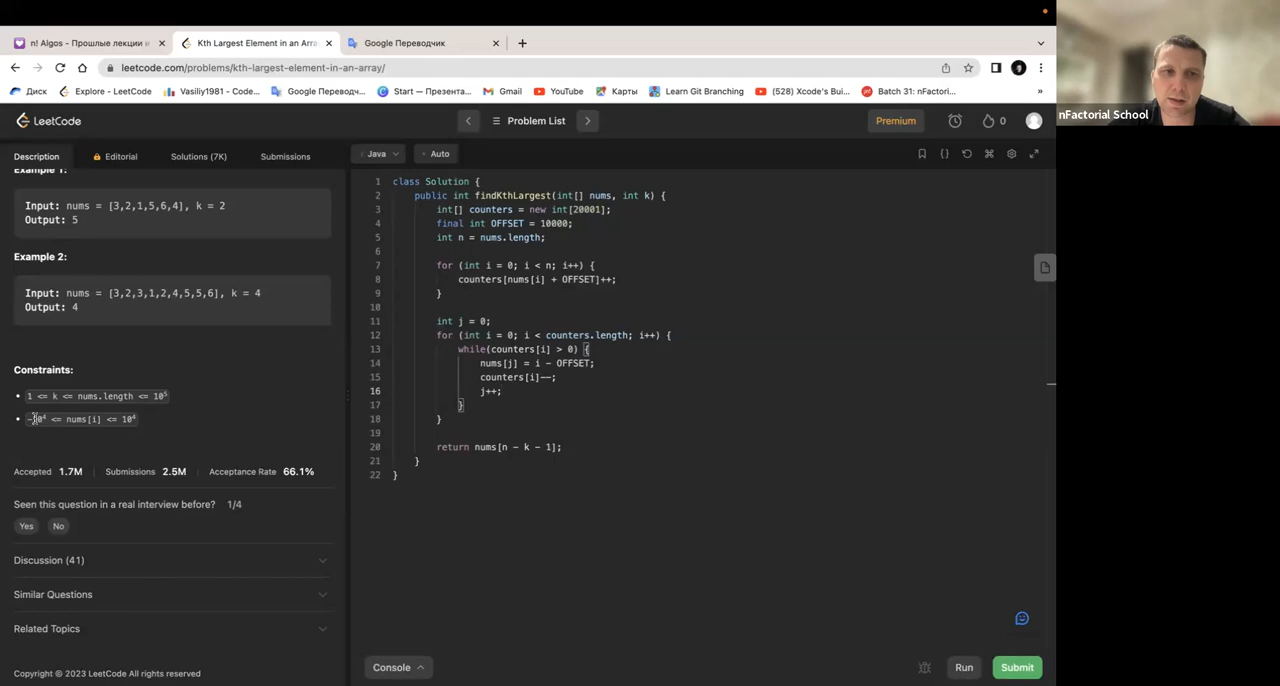 n! Algos - Прошлые лекции и
Kth Largest Element in an Arra
Google Переводчик
leetcode.com/problems/kth-largest-element-in-an-array/
Диск
Explore - LeetCode
Vasiliy1981 - Code...
Google Переводч...
Start — Презента...
Gmail
YouTube
Карты
Learn Git Branching
(528) Xcode's Bui...
Batch 31: nFactori...
»
nFactorial School
LeetCode
Problem List
Premium
0
Description
Editorial
Solutions (7K)
Submissions
Java
Auto
Example 1:
Input: nums = [3,2,1,5,6,4], k = 2
Output: 5
Example 2:
Input: nums = [3,2,3,1,2,4,5,5,6], k = 4
Output: 4
Constraints:
1 <= k <= nums.length <= 10⁵
-10⁴ <= nums[i] <= 10⁴
Accepted 1.7M Submissions 2.5M Acceptance Rate 66.1%
Seen this question in a real interview before? 1/4
Yes No
Discussion (41)
Similar Questions
Related Topics
Copyright © 2023 LeetCode All rights reserved
1 class Solution {
2 public int findKthLargest(int[] nums, int k) {
3 int[] counters = new int[20001];
4 final int OFFSET = 10000;
5 int n = nums.length;
6
7 for (int i = 0; i < n; i++) {
8 counters[nums[i] + OFFSET]++;
9 }
10
11 int j = 0;
12 for (int i = 0; i < counters.length; i++) {
13 while(counters[i] > 0) {
14 nums[j] = i - OFFSET;
15 counters[i]--;
16 j++;
17 }
18 }
19
20 return nums[n - k - 1];
21 }
22 }
Console
Run
Submit